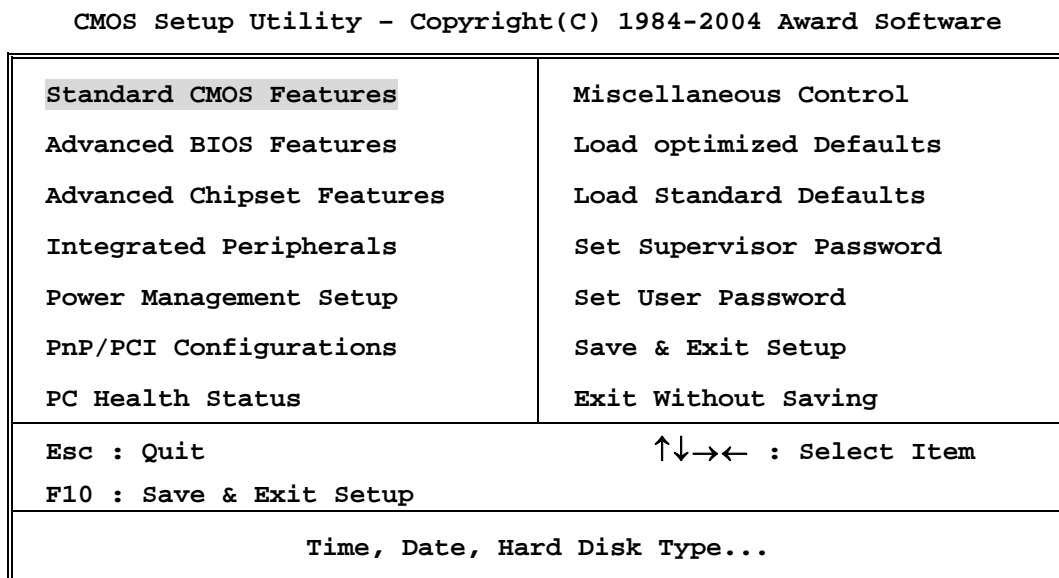 CMOS Setup Utility – Copyright(C) 1984-2004 Award Software
Standard CMOS Features
Advanced BIOS Features
Advanced Chipset Features
Integrated Peripherals
Power Management Setup
PnP/PCI Configurations
PC Health Status
Miscellaneous Control
Load optimized Defaults
Load Standard Defaults
Set Supervisor Password
Set User Password
Save & Exit Setup
Exit Without Saving
Esc : Quit
↑↓→← : Select Item
F10 : Save & Exit Setup
Time, Date, Hard Disk Type...